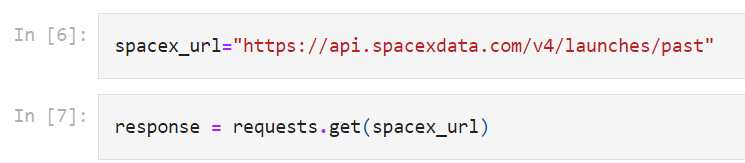 In [6]: spacex_url="https://api.spacexdata.com/v4/launches/past"
In [7]: response = requests.get(spacex_url)